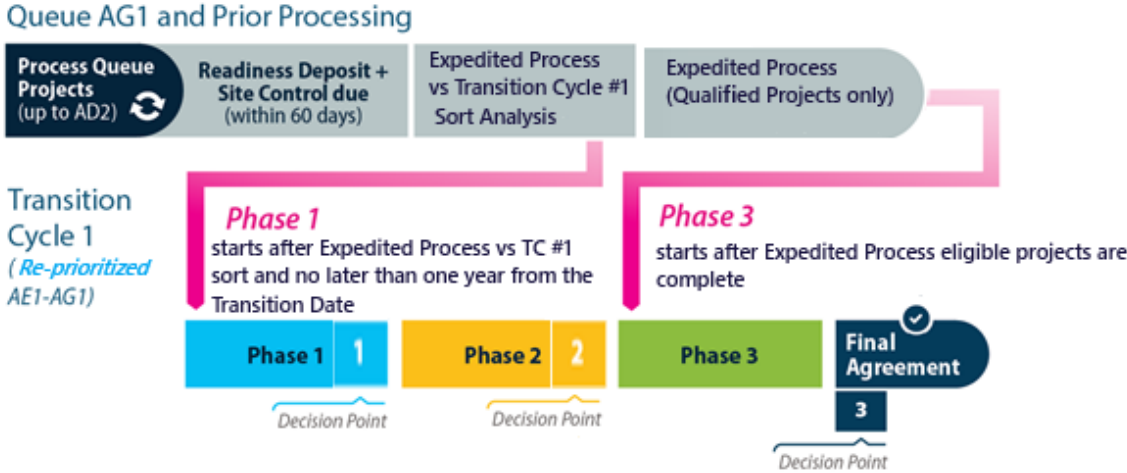 Queue AG1 and Prior Processing
Process Queue
Projects
(up to AD2)
Readiness Deposit +
Site Control due
(within 60 days)
Expedited Process
vs Transition Cycle #1
Sort Analysis
Expedited Process
(Qualified Projects only)
Transition
Cycle 1
( Re-prioritized
AE1-AG1)
Phase 1
starts after Expedited Process vs TC #1
sort and no later than one year from the
Transition Date
Phase 3
starts after Expedited Process eligible projects are
complete
Phase 1
1
Phase 2
2
Phase 3
Final
Agreement
3
Decision Point
Decision Point
Decision Point